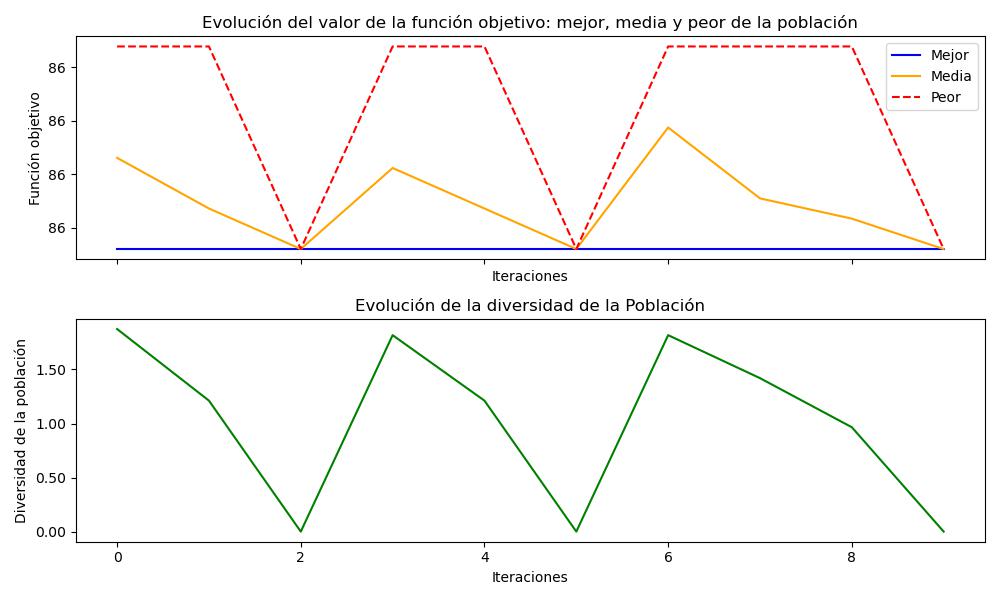 Evolución del valor de la función objetivo: mejor, media y peor de la población
86
86
86
86
Función objetivo
Mejor
Media
Peor
Iteraciones
Evolución de la diversidad de la Población
1.50
1.00
0.50
0.00
Diversidad de la población
0 2 4 6 8
Iteraciones